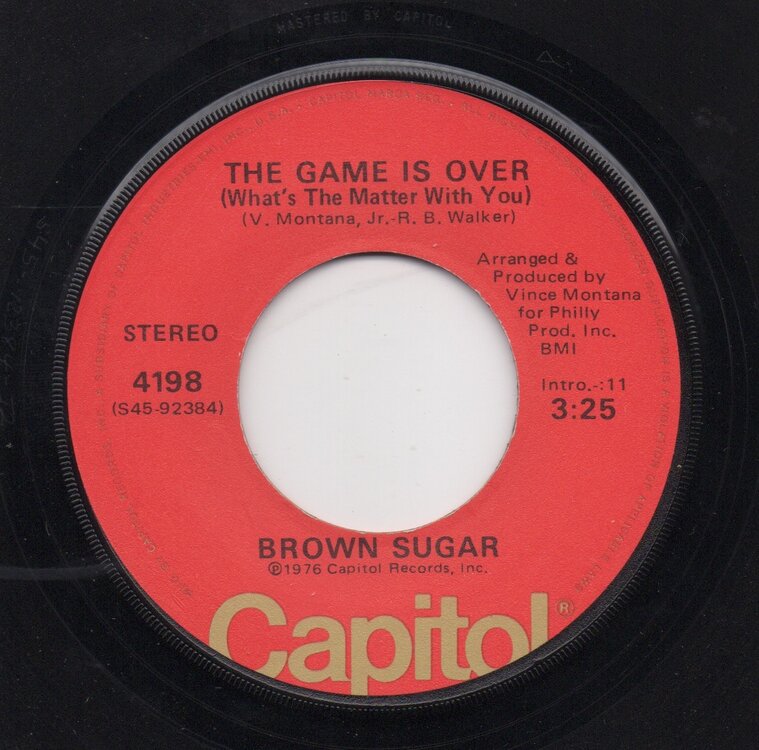 MASTERED BY CAPITOL
THE GAME IS OVER
(What's The Matter With You)
(V. Montana, Jr.-R. B. Walker)
Arranged &
Produced by
Vince Montana
for Philly
Prod. Inc.
BMI
STEREO
4198
(S45-92384)
Intro.-:11
3:25
BROWN SUGAR
℗1976 Capitol Records, Inc.
Capitol®